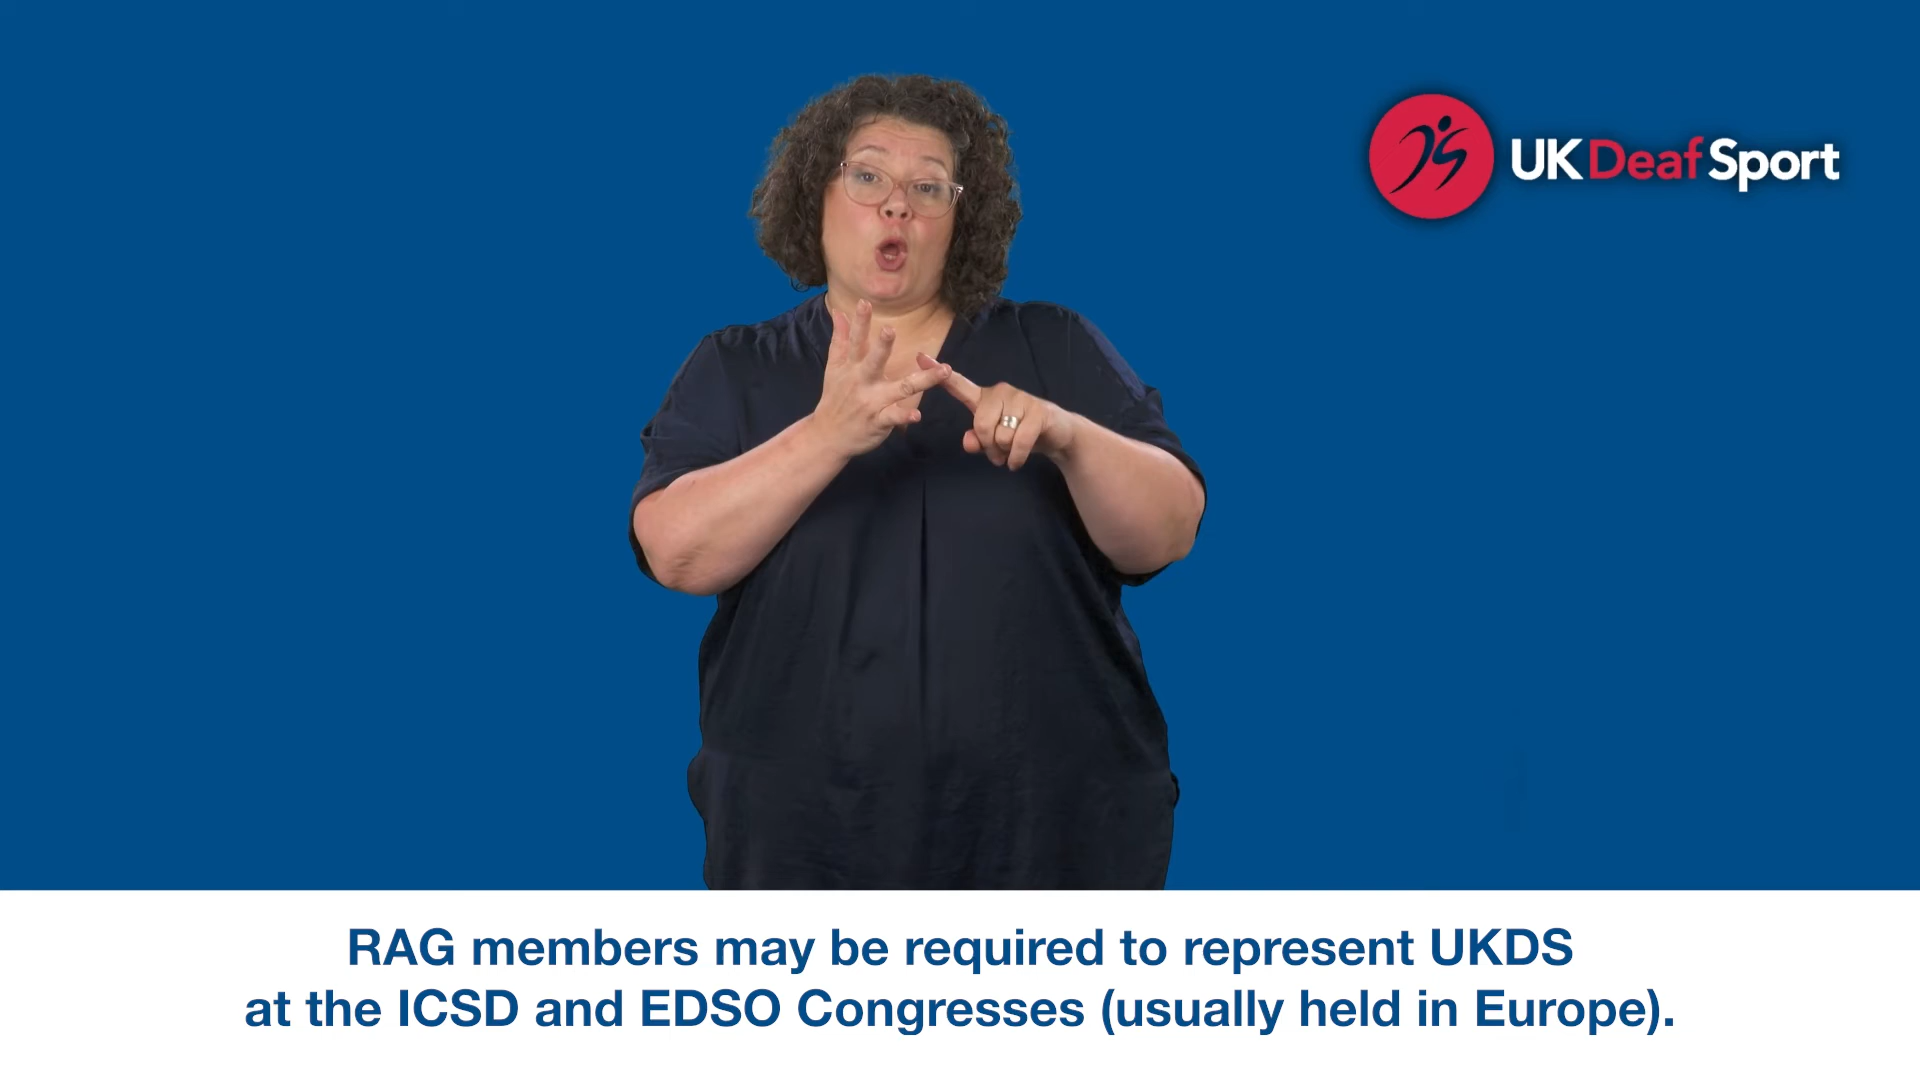 UK Deaf Sport
RAG members may be required to represent UKDS
at the ICSD and EDSO Congresses (usually held in Europe).